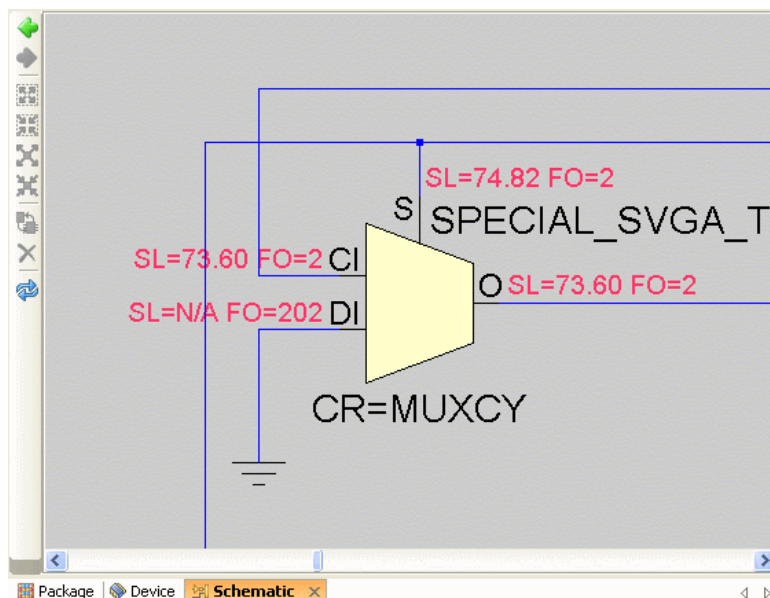 SL=74.82 FO=2
S
SPECIAL_SVGA_T
SL=73.60 FO=2 CI
O SL=73.60 FO=2
SL=N/A FO=202 DI
CR=MUXCY
Package Device Schematic